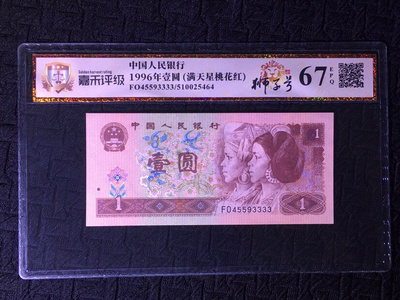 中国人民银行
1996年壹圆 (满天星桃花红)
FO45593333/510025464
嘉禾评级
狮子号
67 EPQ
中国人民银行
1
壹圆
FO45593333
1
1